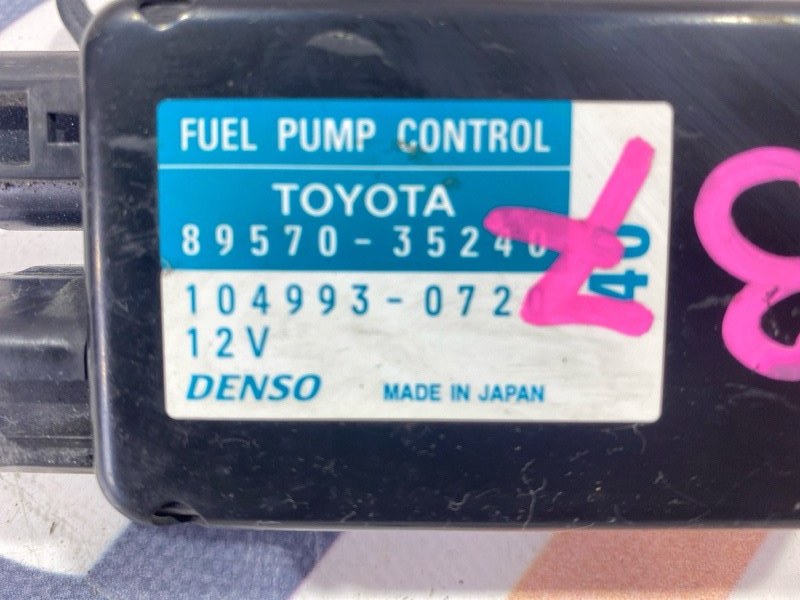 FUEL PUMP CONTROL
TOYOTA
89570-35240
40
104993-072
12V
DENSO
MADE IN JAPAN